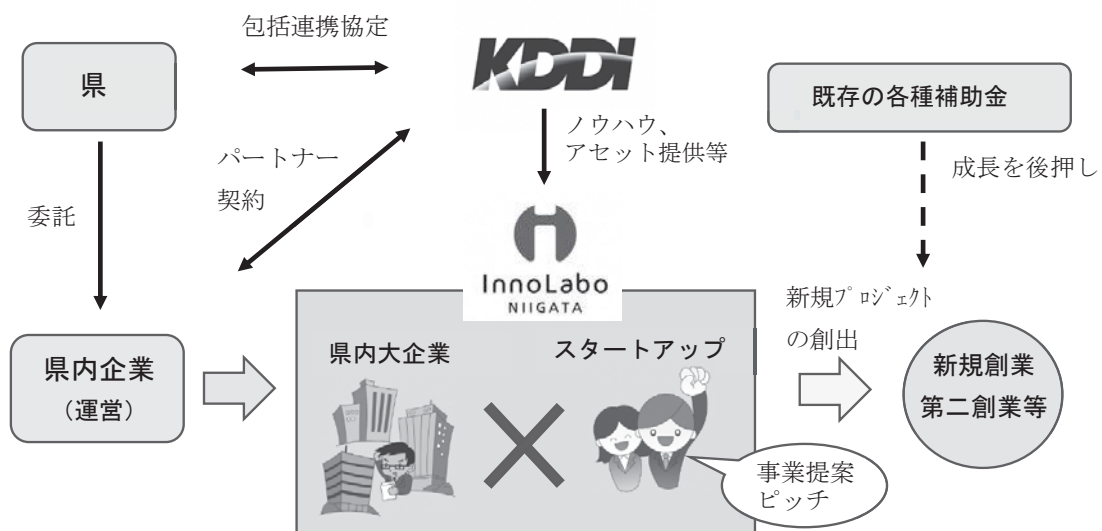 包括連携協定
県
KDDI
既存の各種補助金
ノウハウ、
アセット提供等
パートナー
契約
成長を後押し
委託
InnoLabo
NIIGATA
新規ﾌﾟﾛｼﾞｪｸﾄ
の創出
県内企業
（運営）
県内大企業
スタートアップ
新規創業
第二創業等
事業提案
ピッチ